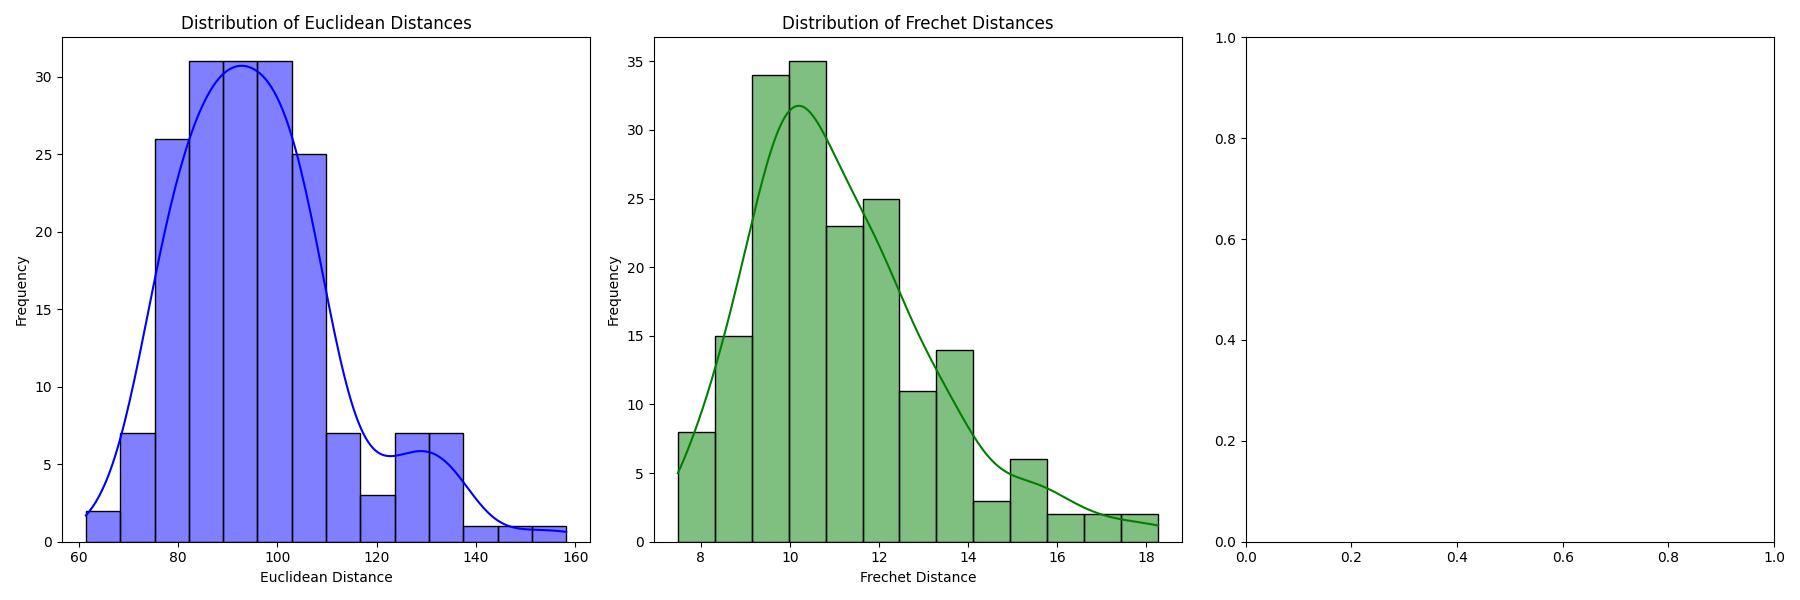 Distribution of Euclidean Distances
30
25
20
15
10
5
0
Frequency
60 80 100 120 140 160
Euclidean Distance
Distribution of Frechet Distances
35
30
25
20
15
10
5
0
Frequency
8 10 12 14 16 18
Frechet Distance
1.0
0.8
0.6
0.4
0.2
0.0
0.0 0.2 0.4 0.6 0.8 1.0